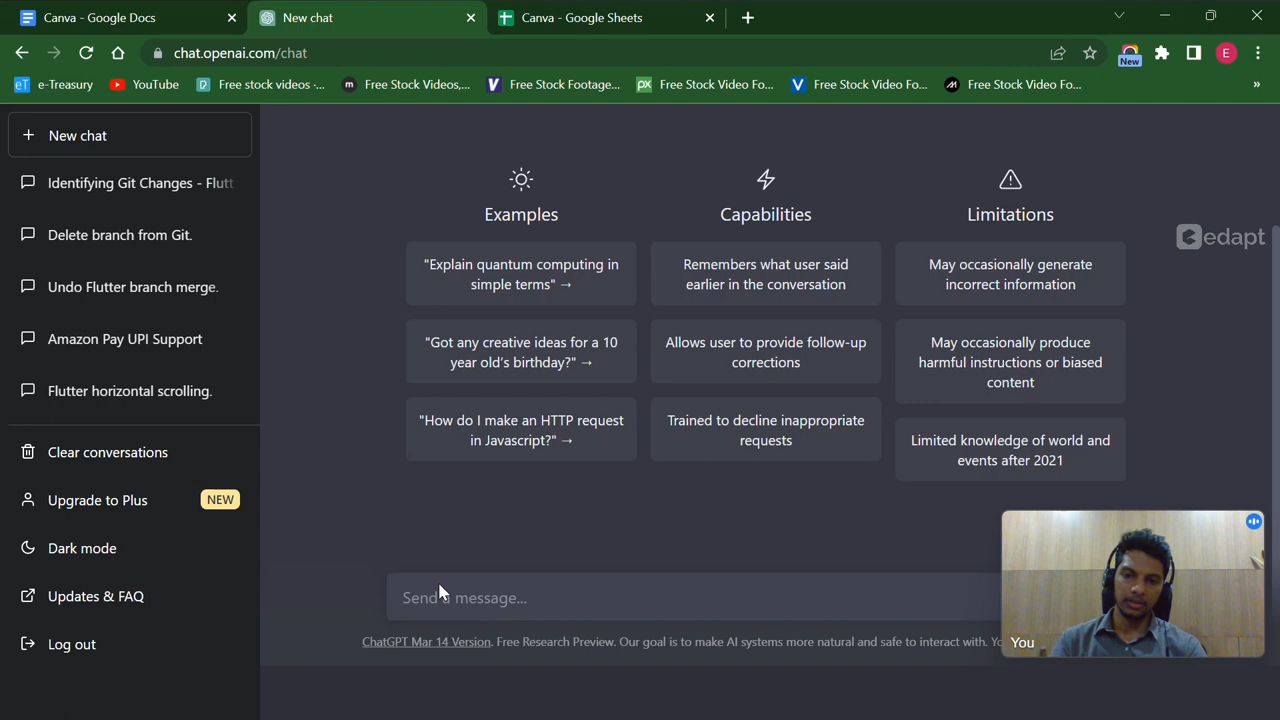 Canva - Google Docs
New chat
Canva - Google Sheets
chat.openai.com/chat
New
E
eT e-Treasury
YouTube
D Free stock videos -...
m Free Stock Videos,...
V Free Stock Footage...
px Free Stock Video Fo...
V Free Stock Video Fo...
Free Stock Video Fo...
»
+ New chat
Identifying Git Changes - Flutt
Delete branch from Git.
Undo Flutter branch merge.
Amazon Pay UPI Support
Flutter horizontal scrolling.
Clear conversations
Upgrade to Plus NEW
Dark mode
Updates & FAQ
Log out
Examples
"Explain quantum computing in
simple terms" →
"Got any creative ideas for a 10
year old's birthday?" →
"How do I make an HTTP request
in Javascript?" →
Capabilities
Remembers what user said
earlier in the conversation
Allows user to provide follow-up
corrections
Trained to decline inappropriate
requests
Limitations
May occasionally generate
incorrect information
May occasionally produce
harmful instructions or biased
content
Limited knowledge of world and
events after 2021
edapt
Send a message...
ChatGPT Mar 14 Version. Free Research Preview. Our goal is to make AI systems more natural and safe to interact with.
You